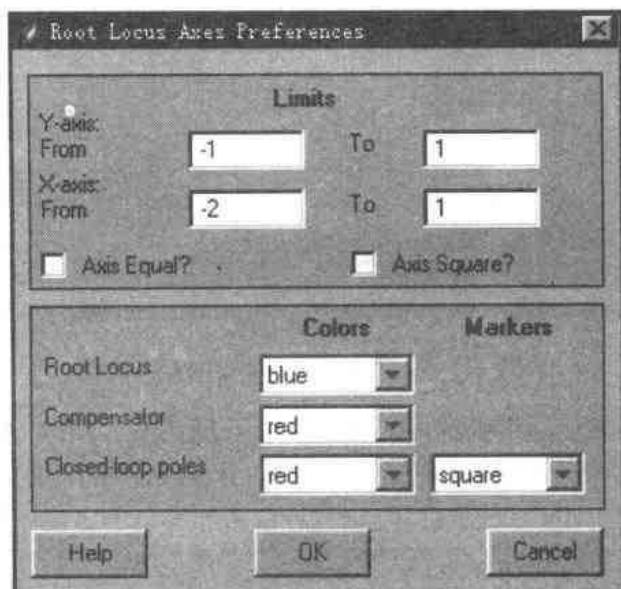 Root Locus Axes Preferences
Limits
Y-axis:
From -1 To 1
X-axis:
From -2 To 1
Axis Equal? Axis Square?
Colors Markers
Root Locus blue
Compensator red
Closed-loop poles red square
Help OK Cancel